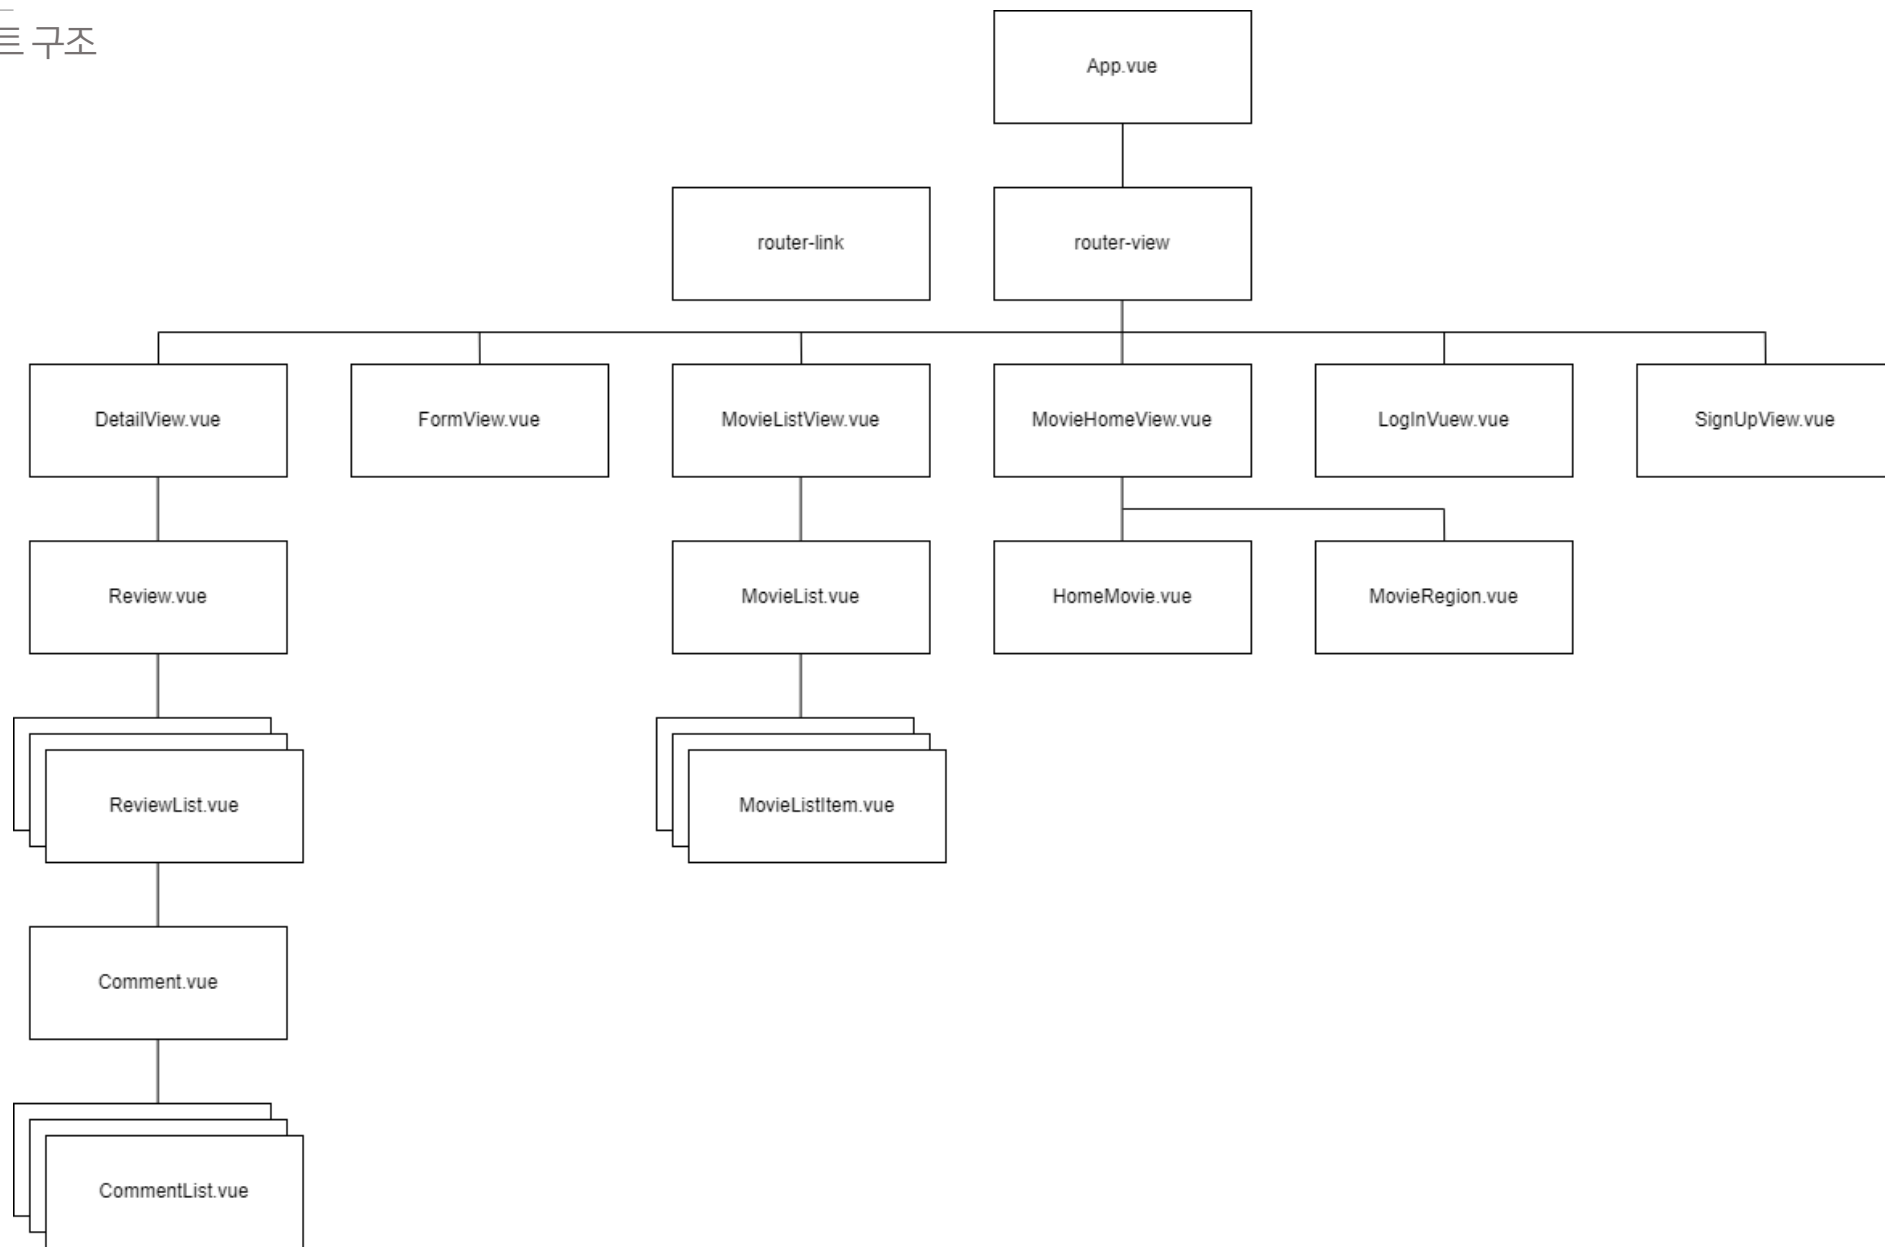 트 구조
App.vue
router-link
router-view
DetailView.vue
FormView.vue
MovieListView.vue
MovieHomeView.vue
LogInVuew.vue
SignUpView.vue
Review.vue
MovieList.vue
HomeMovie.vue
MovieRegion.vue
ReviewList.vue
MovieListItem.vue
Comment.vue
CommentList.vue